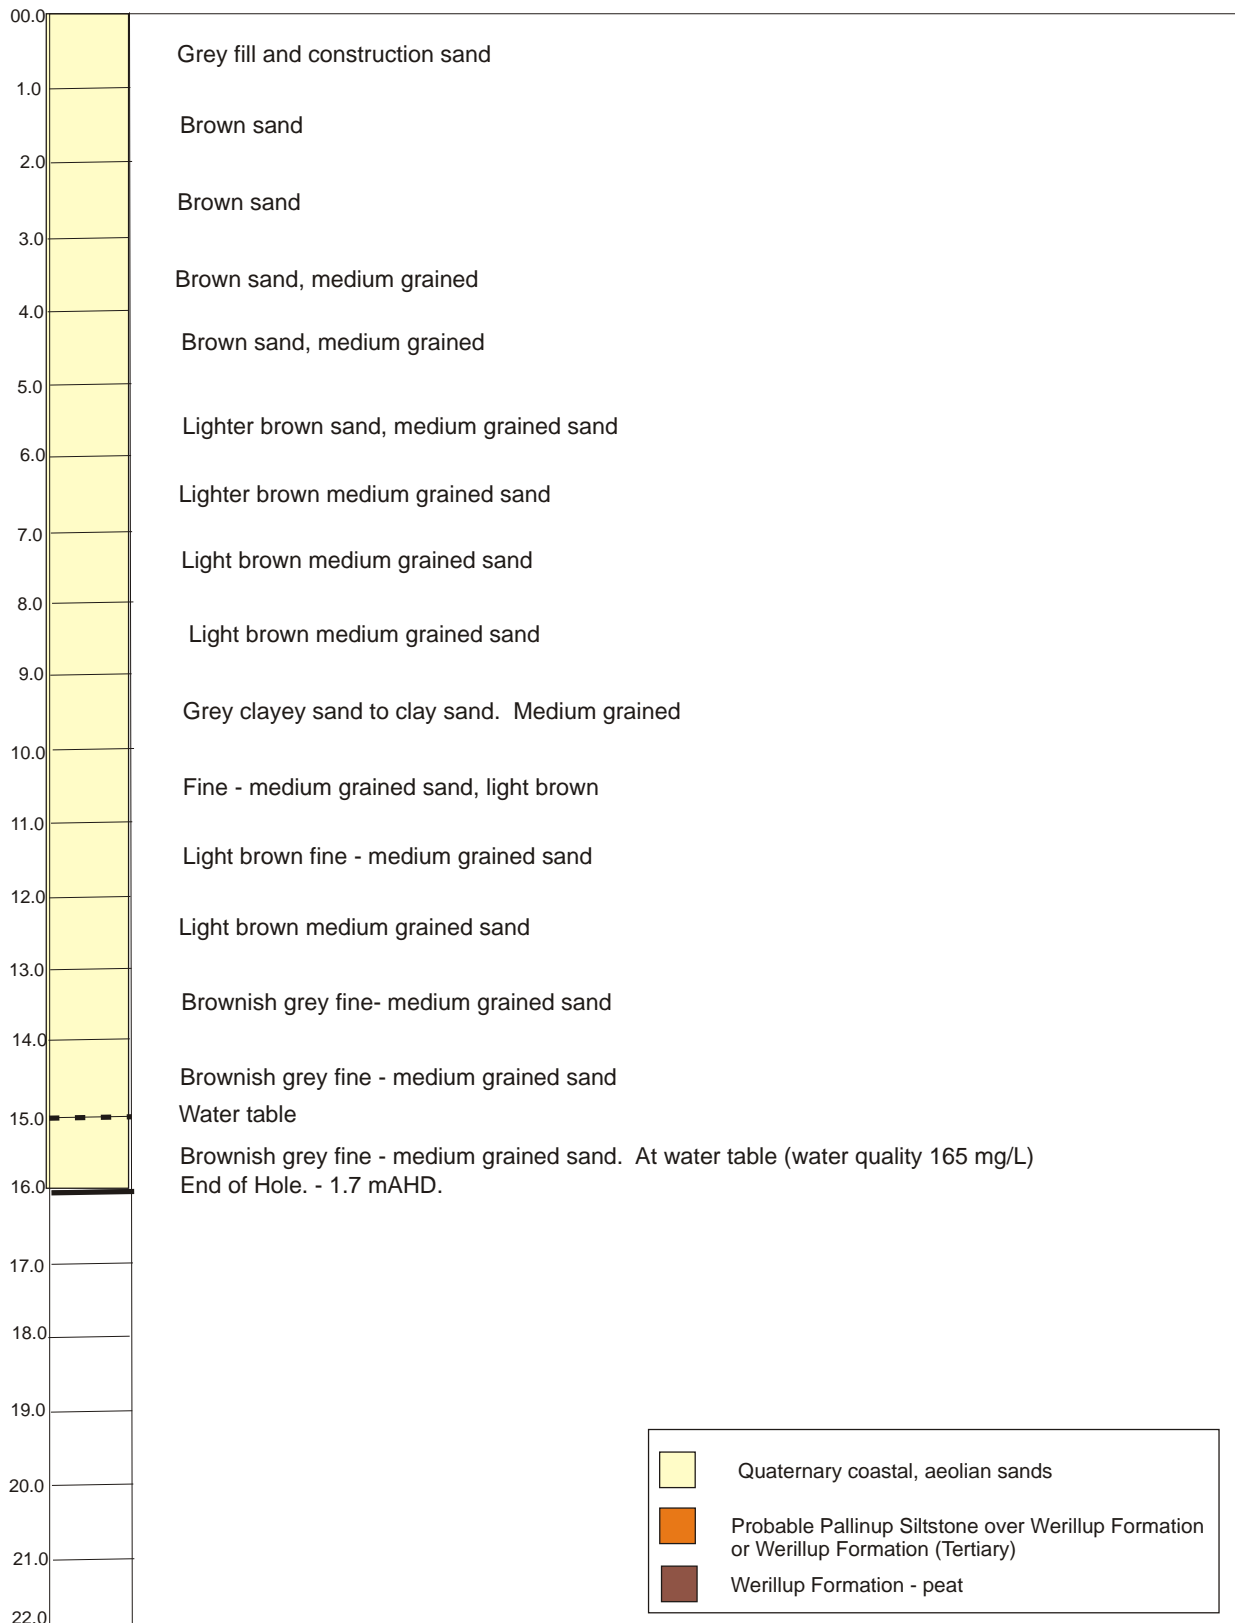 00.0
Grey fill and construction sand
1.0
Brown sand
2.0
Brown sand
3.0
Brown sand, medium grained
4.0
Brown sand, medium grained
5.0
Lighter brown sand, medium grained sand
6.0
Lighter brown medium grained sand
7.0
Light brown medium grained sand
8.0
Light brown medium grained sand
9.0
Grey clayey sand to clay sand.  Medium grained
10.0
Fine - medium grained sand, light brown
11.0
Light brown fine - medium grained sand
12.0
Light brown medium grained sand
13.0
Brownish grey fine- medium grained sand
14.0
Brownish grey fine - medium grained sand
15.0 Water table
Brownish grey fine - medium grained sand.  At water table (water quality 165 mg/L)
16.0 End of Hole. - 1.7 mAHD.
17.0
18.0
19.0
20.0
21.0
22.0
Quaternary coastal, aeolian sands
Probable Pallinup Siltstone over Werillup Formation
or Werillup Formation (Tertiary)
Werillup Formation - peat